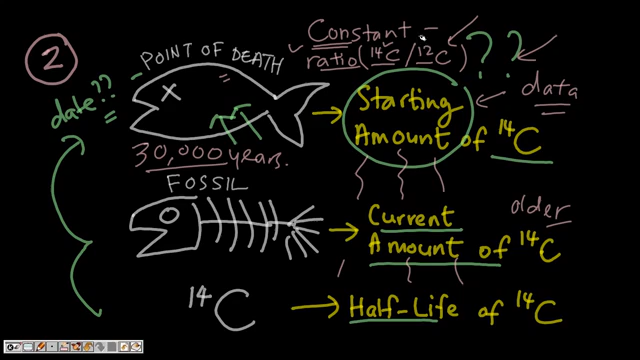 2
Constant -
ratio (14C/12C) ? ?
POINT OF DEATH
date??
data
Starting
Amount of 14C
30,000 years.
FOSSIL
older
Current
Amount of 14C
14C
Half-Life of 14C